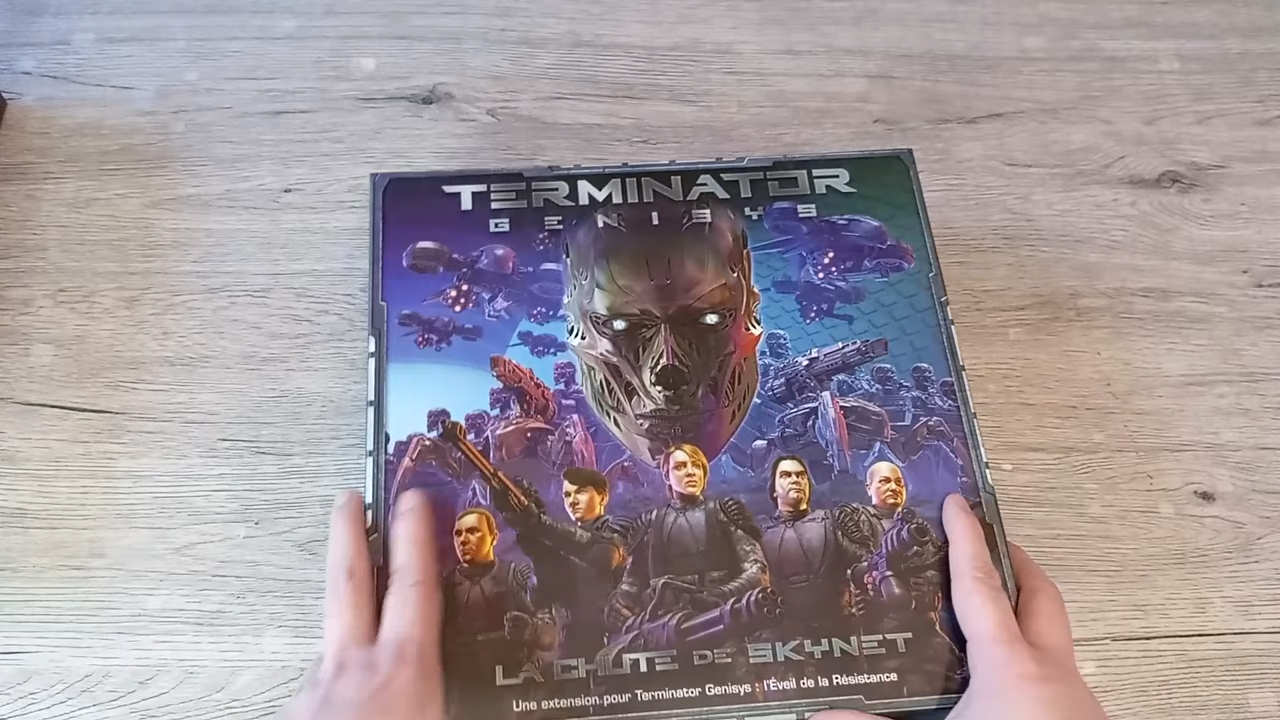 TERMINATOR
GENISYS
LA CHUTE DE SKYNET
Une extension pour Terminator Genisys : l'Éveil de la Résistance